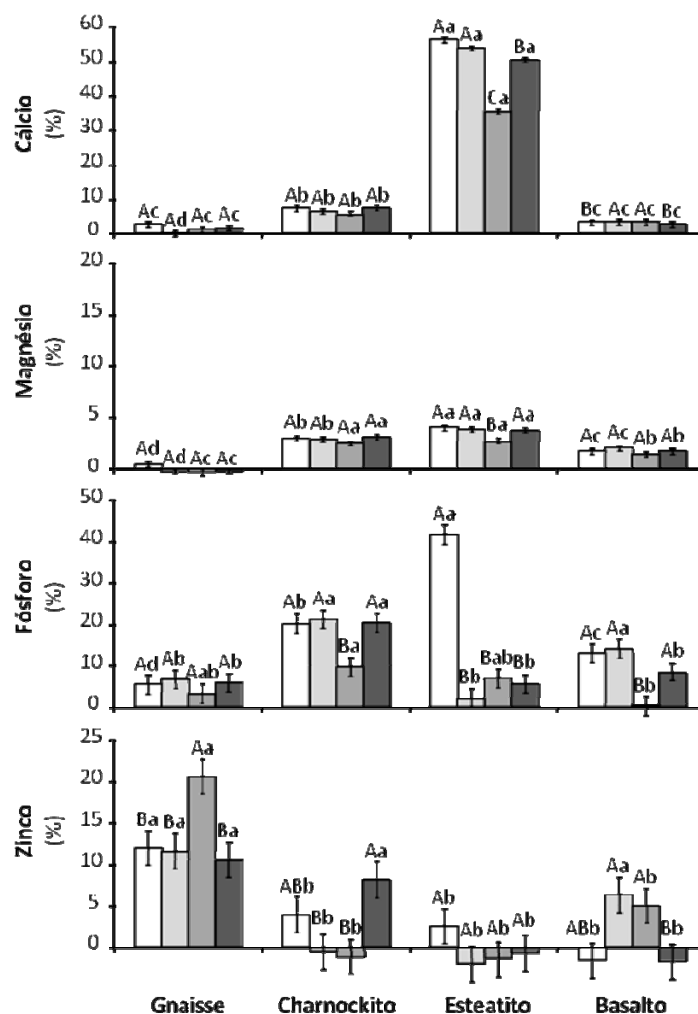 60
Aa Aa
Ba
50
Cálcio
(%)
40
Ca
30
20
Ab Ab Ab Ab
10
Ac Ad Ac Ac
Bc Ac Ac Bc
0
20
15
Magnésio
(%)
10
5
Ab Ab Aa Aa
Aa Aa Ba Aa
Ac Ac Ab Ab
Ad Ad Ac Ac
0
50
Aa
40
Fósforo
(%)
30
Ab Aa Ba Aa
20
Ac Aa Bb Ab
10
Ad Ab Aab Ab
Bb Bab Bb
0
25
Aa
20
Zinco
(%)
15
Ba Ba Ba
10
Aa
ABb Bb Bb
5
Ab Ab Ab Ab
ABb Aa Ab Bb
0
Gnaisse Charnockito Esteatito Basalto